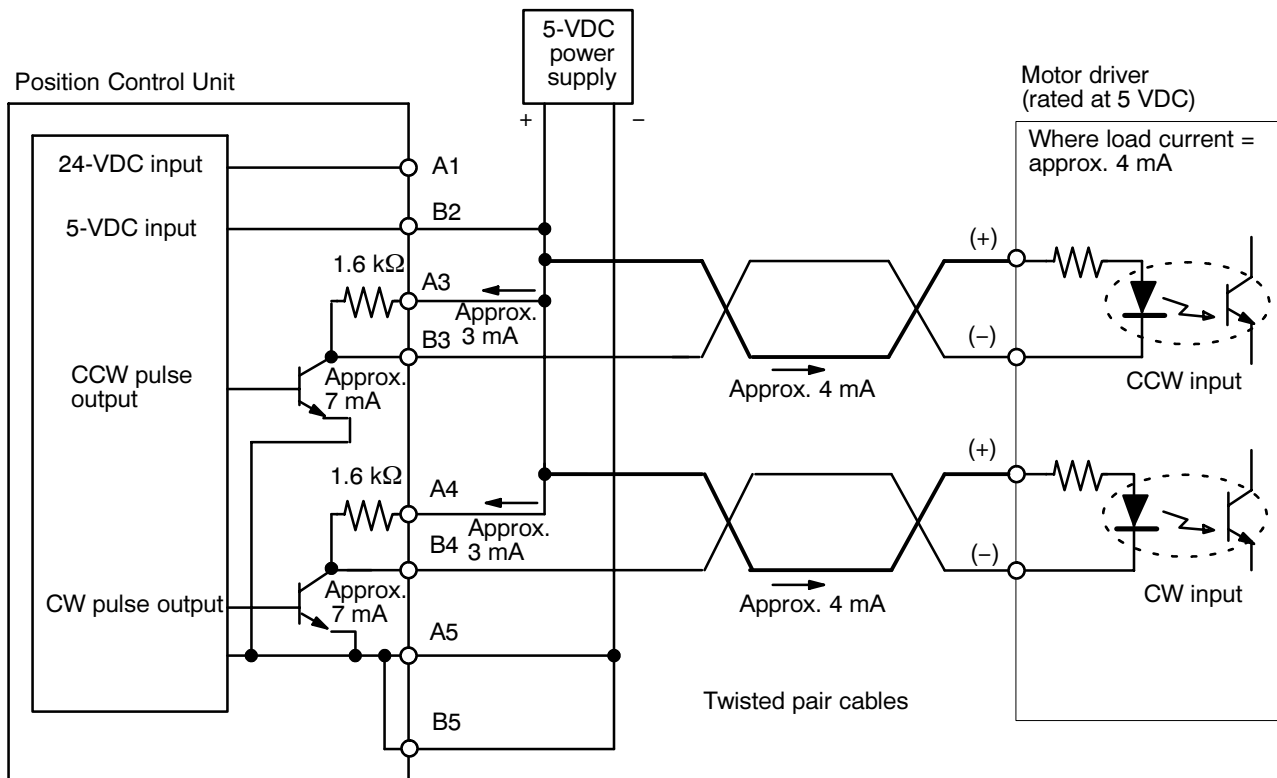 5-VDC
power
supply
+
−
Position Control Unit
Motor driver
(rated at 5 VDC)
Where load current =
approx. 4 mA
24-VDC input
A1
5-VDC input
B2
1.6 kΩ
A3
Approx.
3 mA
B3
(+)
(−)
CCW pulse
output
Approx.
7 mA
Approx. 4 mA
CCW input
1.6 kΩ
A4
Approx.
3 mA
B4
(+)
(−)
CW pulse output
Approx.
7 mA
Approx. 4 mA
CW input
A5
B5
Twisted pair cables